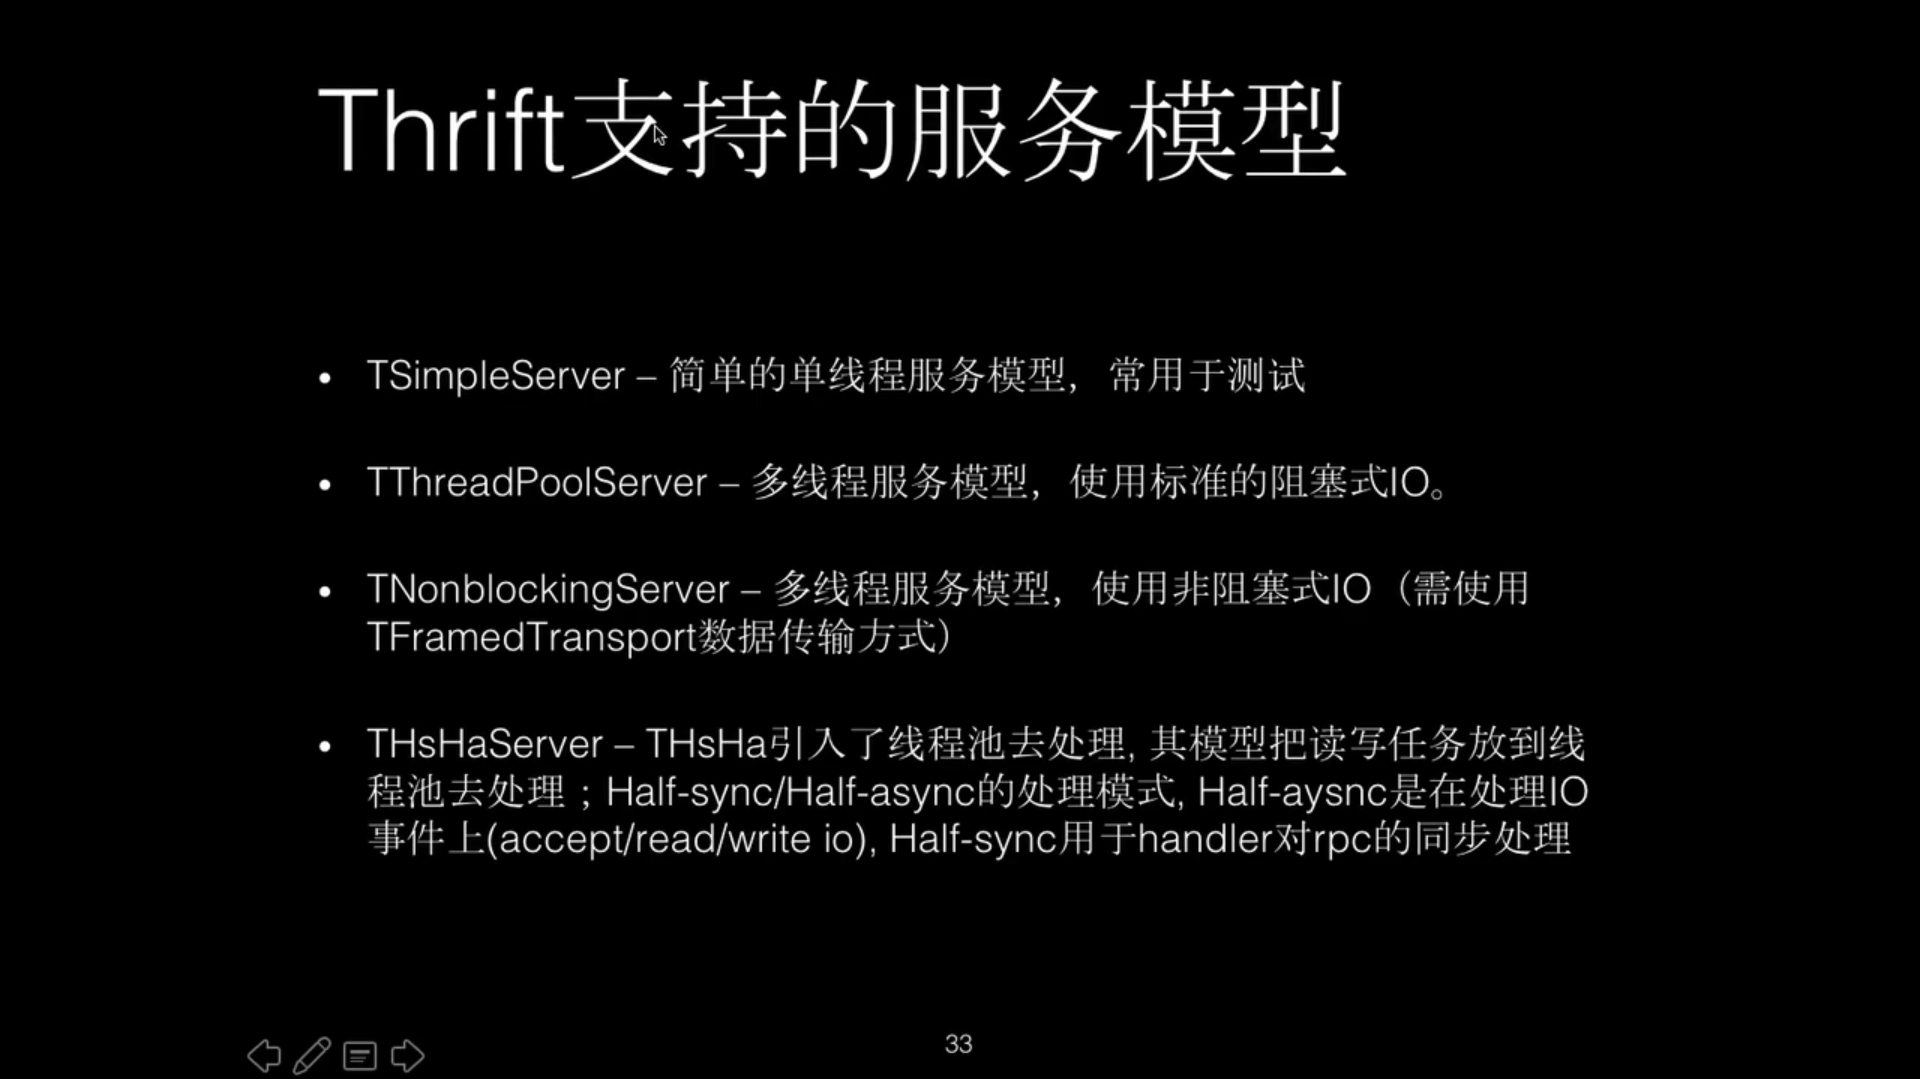 Thrift支持的服务模型
• TSimpleServer – 简单的单线程服务模型，常用于测试
• TThreadPoolServer – 多线程服务模型，使用标准的阻塞式IO。
• TNonblockingServer – 多线程服务模型，使用非阻塞式IO（需使用
TFramedTransport数据传输方式）
• THsHaServer – THsHa引入了线程池去处理, 其模型把读写任务放到线
程池去处理；Half-sync/Half-async的处理模式, Half-aysnc是在处理IO
事件上(accept/read/write io), Half-sync用于handler对rpc的同步处理
33